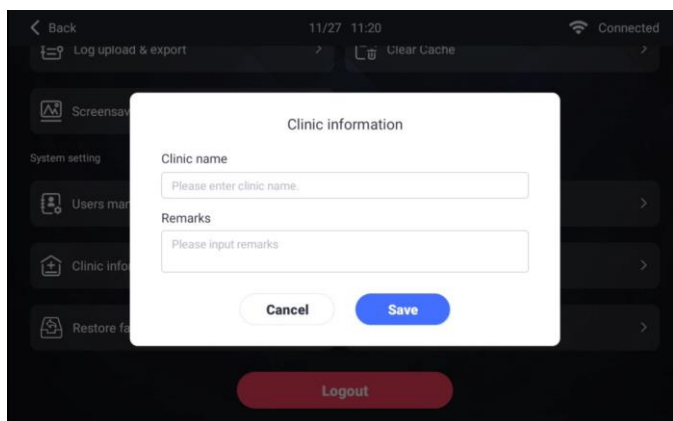 Back 11/27 11:20 Connected
Log upload & export Clear Cache
Screensav
Clinic information
System setting
Clinic name
Please enter clinic name.
Users mar
Remarks
Please input remarks
Clinic info
Cancel Save
Restore fa
Logout